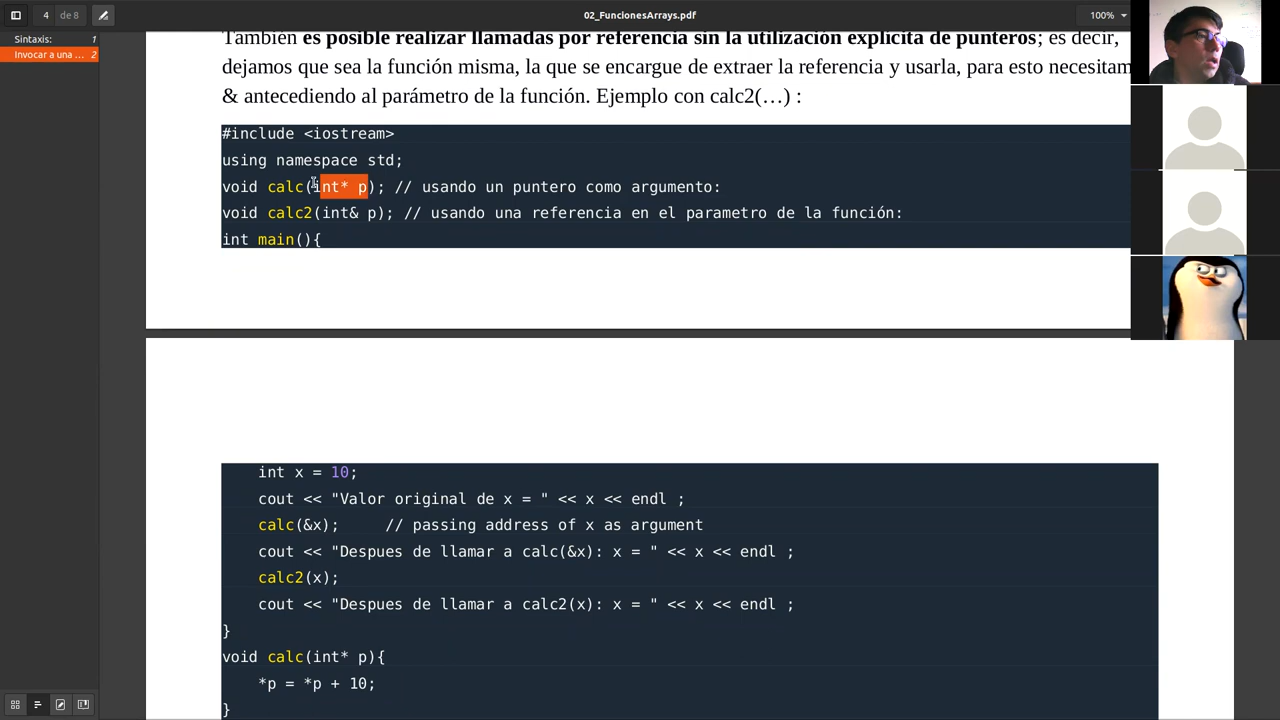 4 de 8
02_FuncionesArrays.pdf
100%
Sintaxis: 1
Invocar a una ... 2
También es posible realizar llamadas por referencia sin la utilización explícita de punteros; es decir,
dejamos que sea la función misma, la que se encargue de extraer la referencia y usarla, para esto necesitam
& antecediendo al parámetro de la función. Ejemplo con calc2(…) :
#include <iostream>
using namespace std;
void calc(int* p); // usando un puntero como argumento:
void calc2(int& p); // usando una referencia en el parametro de la función:
int main(){
int x = 10;
cout << "Valor original de x = " << x << endl ;
calc(&x); // passing address of x as argument
cout << "Despues de llamar a calc(&x): x = " << x << endl ;
calc2(x);
cout << "Despues de llamar a calc2(x): x = " << x << endl ;
}
void calc(int* p){
*p = *p + 10;
}